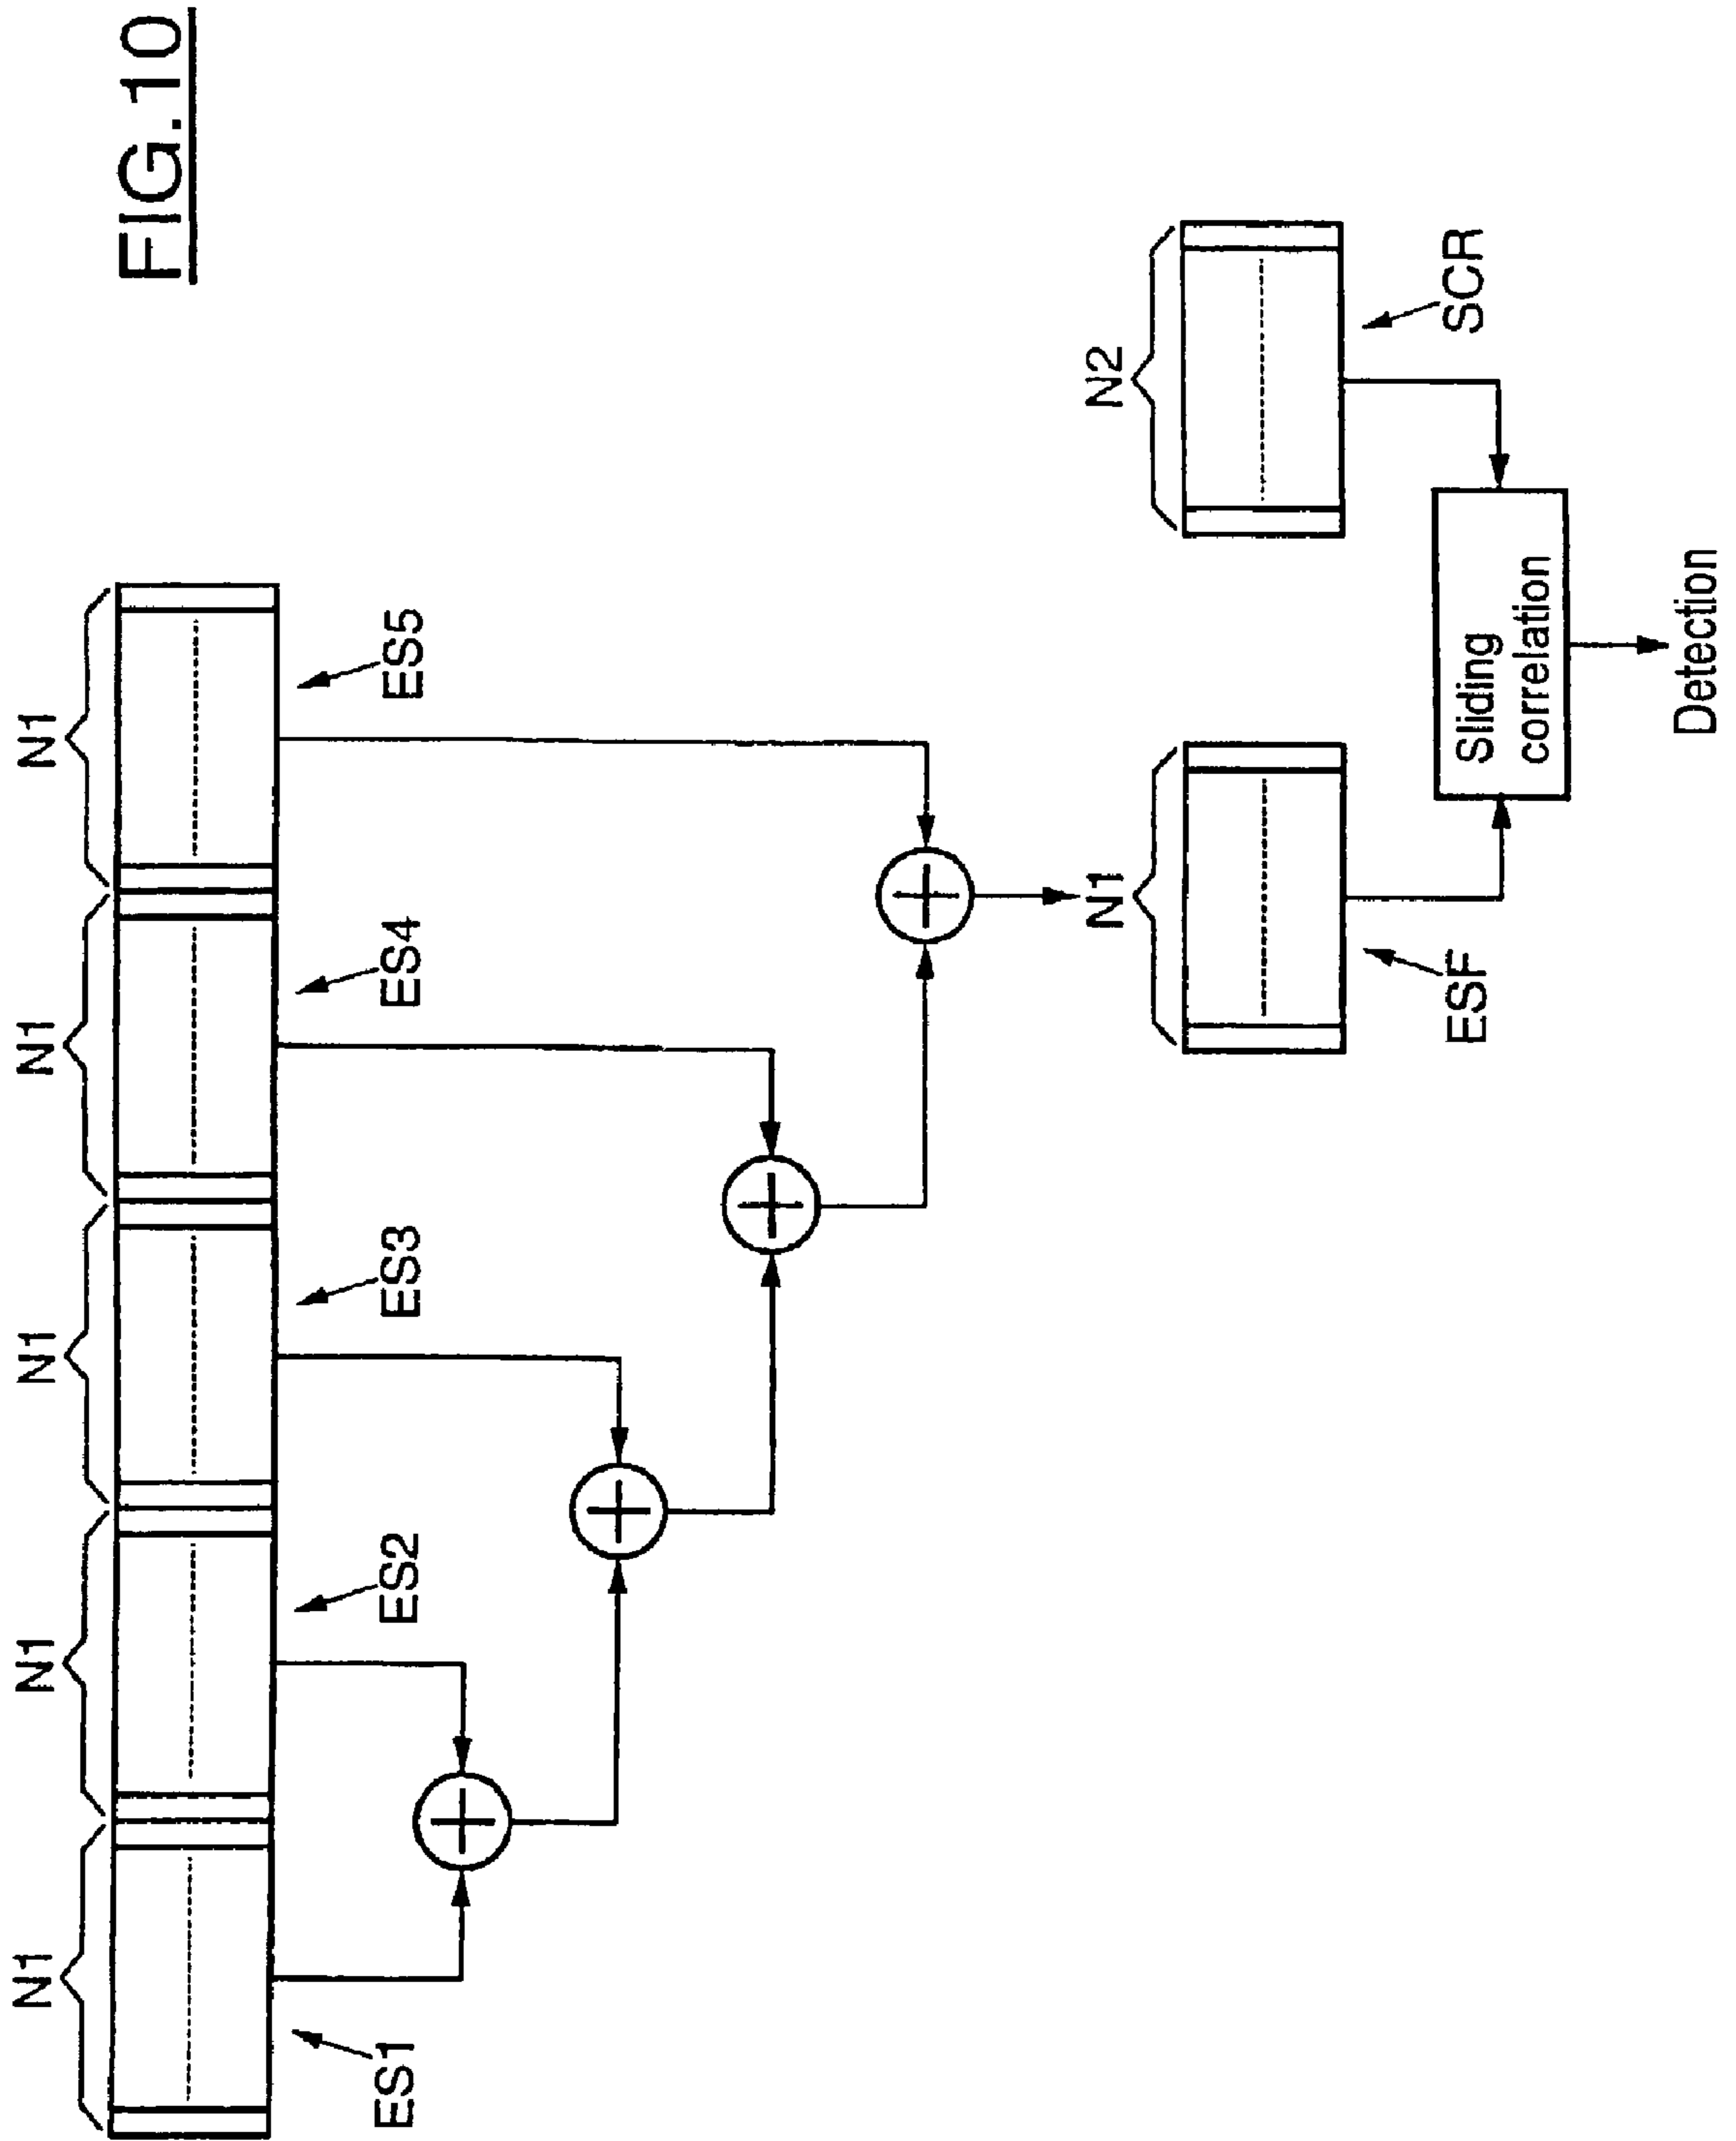 FIG.10
N1 N1 N1 N1 N1
ES1 ES2 ES3 ES4 ES5
N1 N2
ESF SCR
Sliding
correlation
Detection